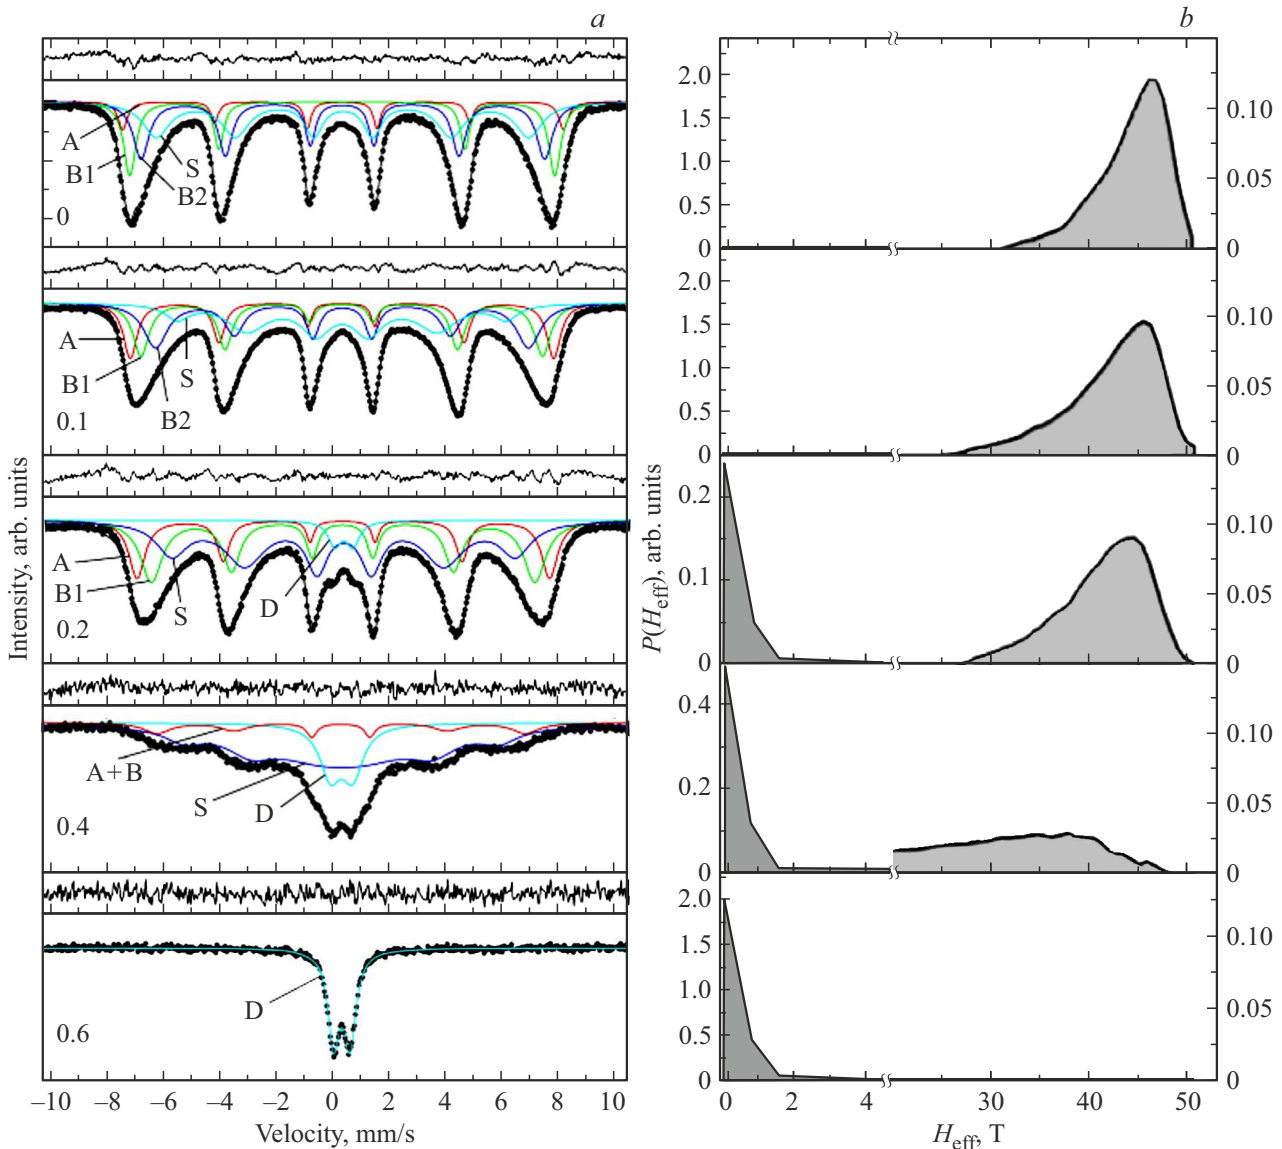 a
b
A
B1
S
B2
0
A
B1
S
B2
0.1
A
B1
S
D
0.2
A+B
S
D
0.4
D
0.6
Intensity, arb. units
–10 –8 –6 –4 –2 0 2 4 6 8 10
Velocity, mm/s
2.0
1.5
1.0
0.5
0
0.10
0.05
0
2.0
1.5
1.0
0.5
0
0.10
0.05
0
0.2
0.1
0
0.10
0.05
0
0.4
0.2
0
0.10
0.05
0
2.0
1.5
1.0
0.5
0
0.10
0.05
0
P(Heff), arb. units
0 2 4 30 40 50
Heff, T